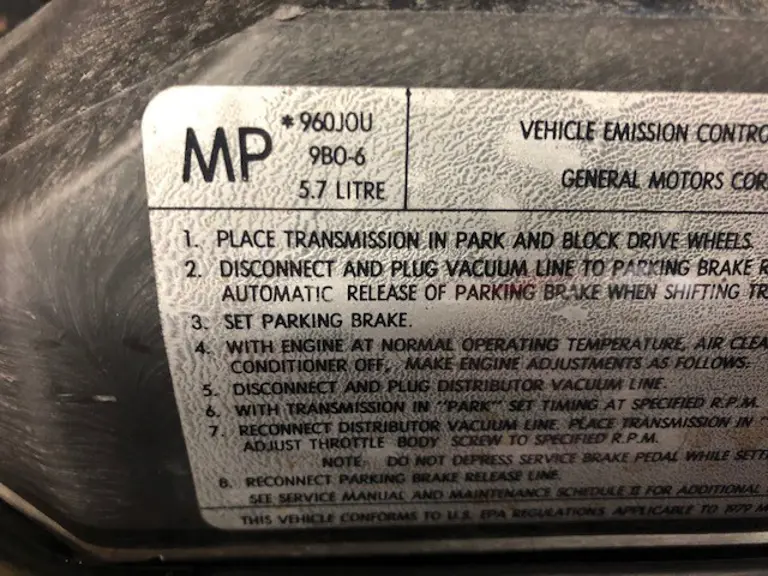 MP
*960JOU
9BO-6
5.7 LITRE
VEHICLE EMISSION CONTRO
GENERAL MOTORS COR
1. PLACE TRANSMISSION IN PARK AND BLOCK DRIVE WHEELS.
2. DISCONNECT AND PLUG VACUUM LINE TO PARKING BRAKE R
AUTOMATIC RELEASE OF PARKING BRAKE WHEN SHIFTING TR
3. SET PARKING BRAKE.
4. WITH ENGINE AT NORMAL OPERATING TEMPERATURE, AIR CLEA
CONDITIONER OFF, MAKE ENGINE ADJUSTMENTS AS FOLLOWS:
5. DISCONNECT AND PLUG DISTRIBUTOR VACUUM LINE.
6. WITH TRANSMISSION IN "PARK" SET TIMING AT SPECIFIED R.P.M.
7. RECONNECT DISTRIBUTOR VACUUM LINE. PLACE TRANSMISSION IN "
ADJUST THROTTLE BODY SCREW TO SPECIFIED R.P.M.
NOTE: DO NOT DEPRESS SERVICE BRAKE PEDAL WHILE SETT
8. RECONNECT PARKING BRAKE RELEASE LINE.
SEE SERVICE MANUAL AND MAINTENANCE SCHEDULE II FOR ADDITIONAL
THIS VEHICLE CONFORMS TO U.S. EPA REGULATIONS APPLICABLE TO 1979 M